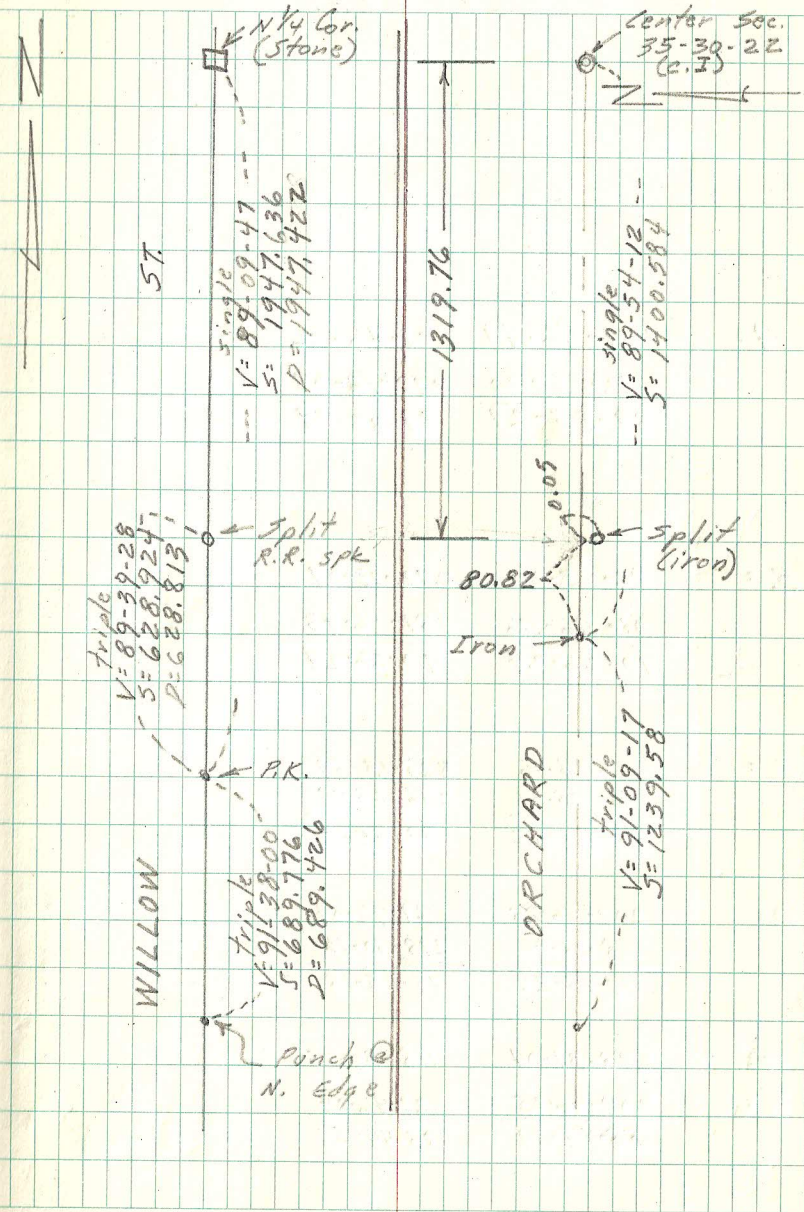 N
N 1/4 Cor.
(Stone)
ST.
single
V= 89-09-47
S= 1947.636
D= 1947.422
triple
V= 89-39-28
S= 628.924
D= 628.813
Split
R.R. spk
P.K.
WILLOW
triple
V= 91-38-00
S= 689.776
D= 689.426
Punch @
N. Edge
Center Sec.
35-30-22
(C.I)
N
1319.76
single
V= 89-54-12
S= 1400.584
0.05
Split
(iron)
80.82
Iron
ORCHARD
triple
V= 91-09-17
S= 1239.58